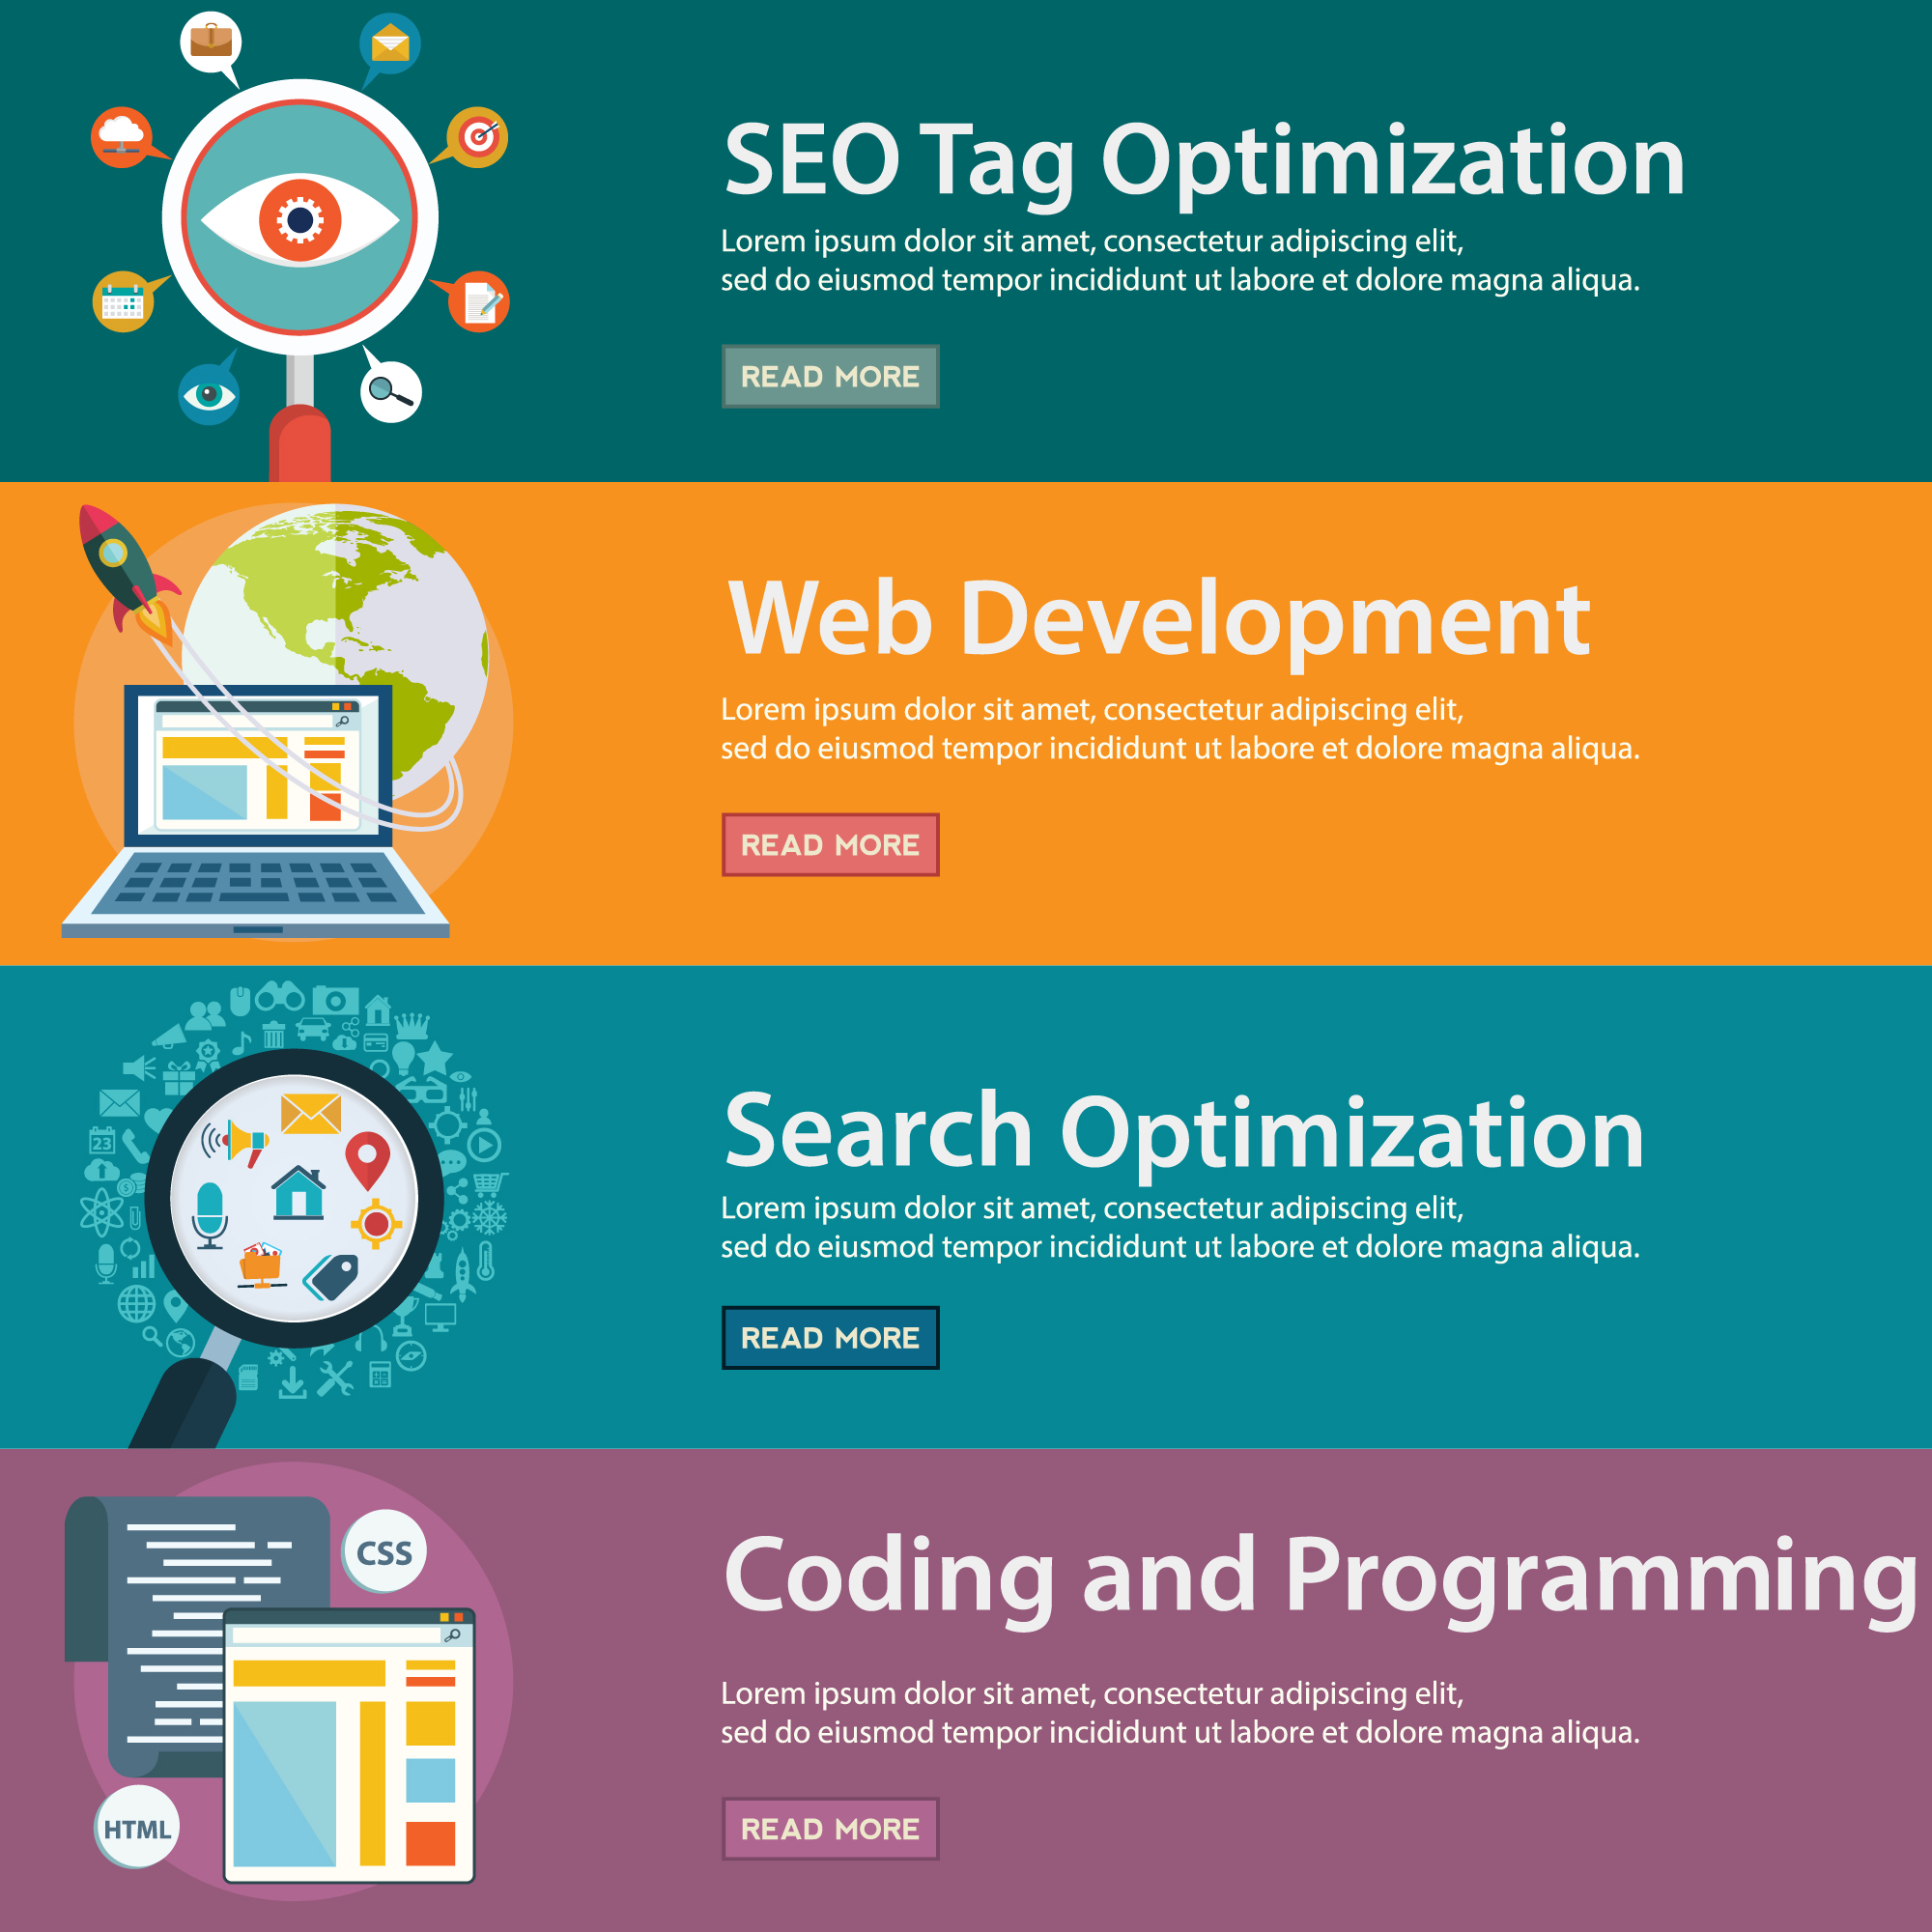 SEO Tag Optimization
Lorem ipsum dolor sit amet, consectetur adipiscing elit,
sed do eiusmod tempor incididunt ut labore et dolore magna aliqua.
READ MORE
Web Development
Lorem ipsum dolor sit amet, consectetur adipiscing elit,
sed do eiusmod tempor incididunt ut labore et dolore magna aliqua.
READ MORE
23
Search Optimization
Lorem ipsum dolor sit amet, consectetur adipiscing elit,
sed do eiusmod tempor incididunt ut labore et dolore magna aliqua.
READ MORE
CSS
HTML
Coding and Programming
Lorem ipsum dolor sit amet, consectetur adipiscing elit,
sed do eiusmod tempor incididunt ut labore et dolore magna aliqua.
READ MORE